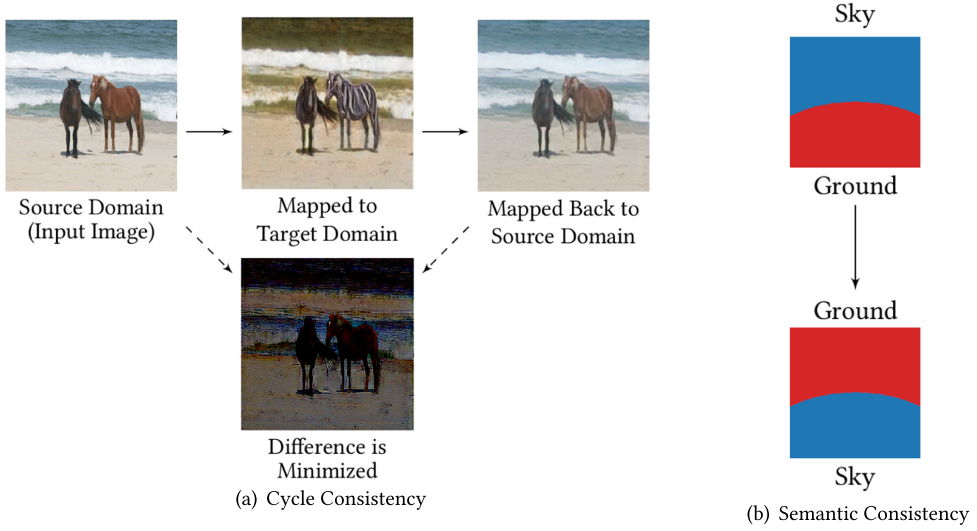 Source Domain
(Input Image)
Mapped to
Target Domain
Mapped Back to
Source Domain
Difference is
Minimized
(a) Cycle Consistency
Sky
Ground
Ground
Sky
(b) Semantic Consistency